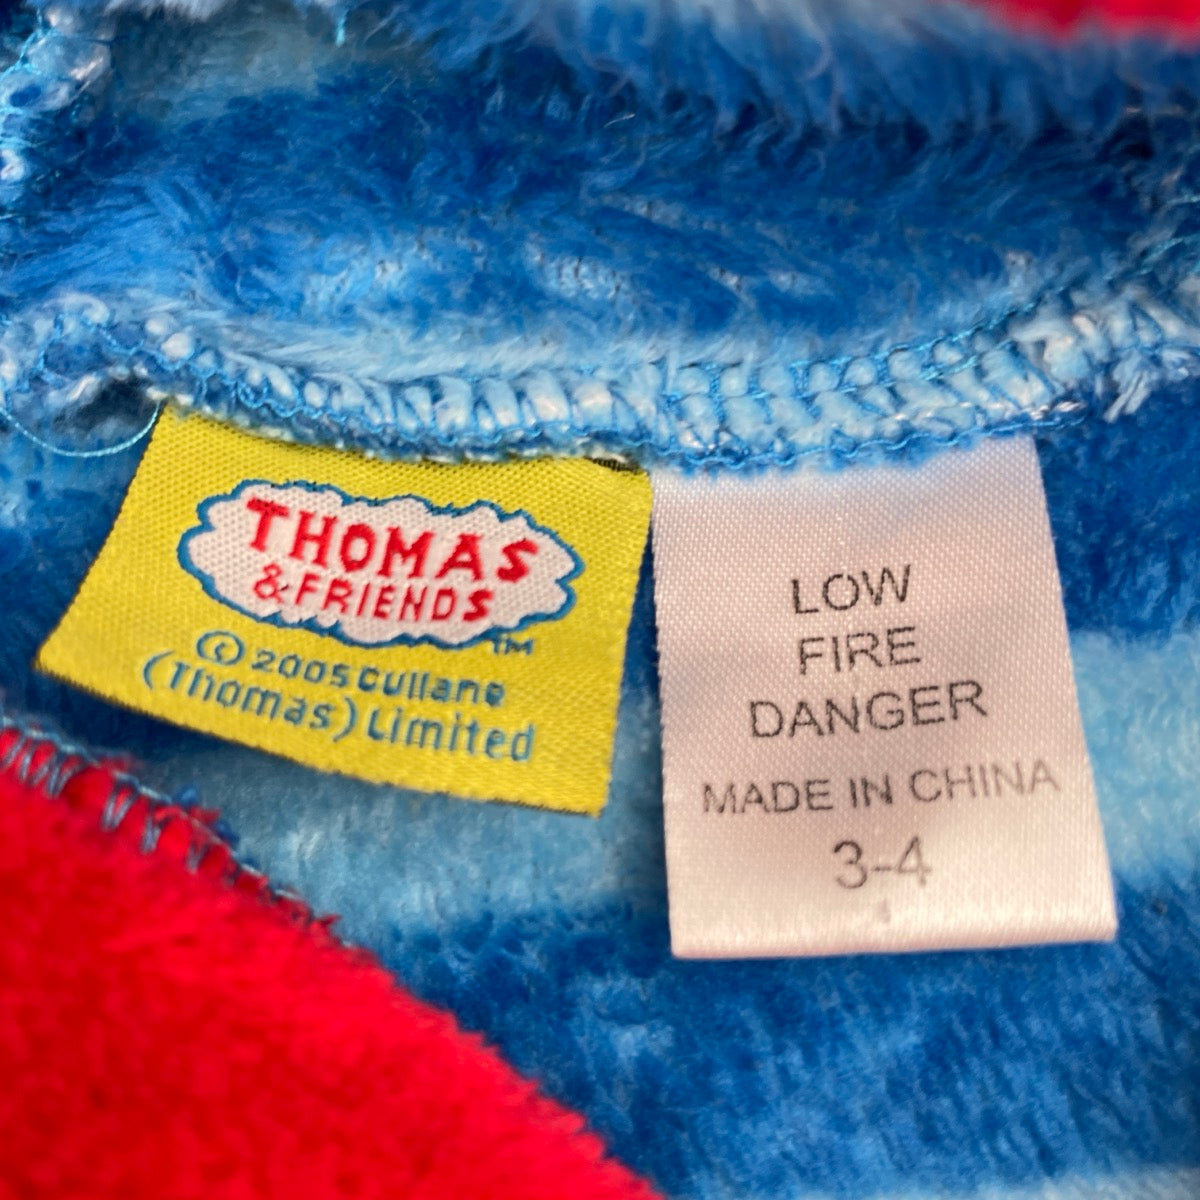 THOMAS
& FRIENDS
TM
© 2005 Gullane
(Thomas) Limited
LOW
FIRE
DANGER
MADE IN CHINA
3-4